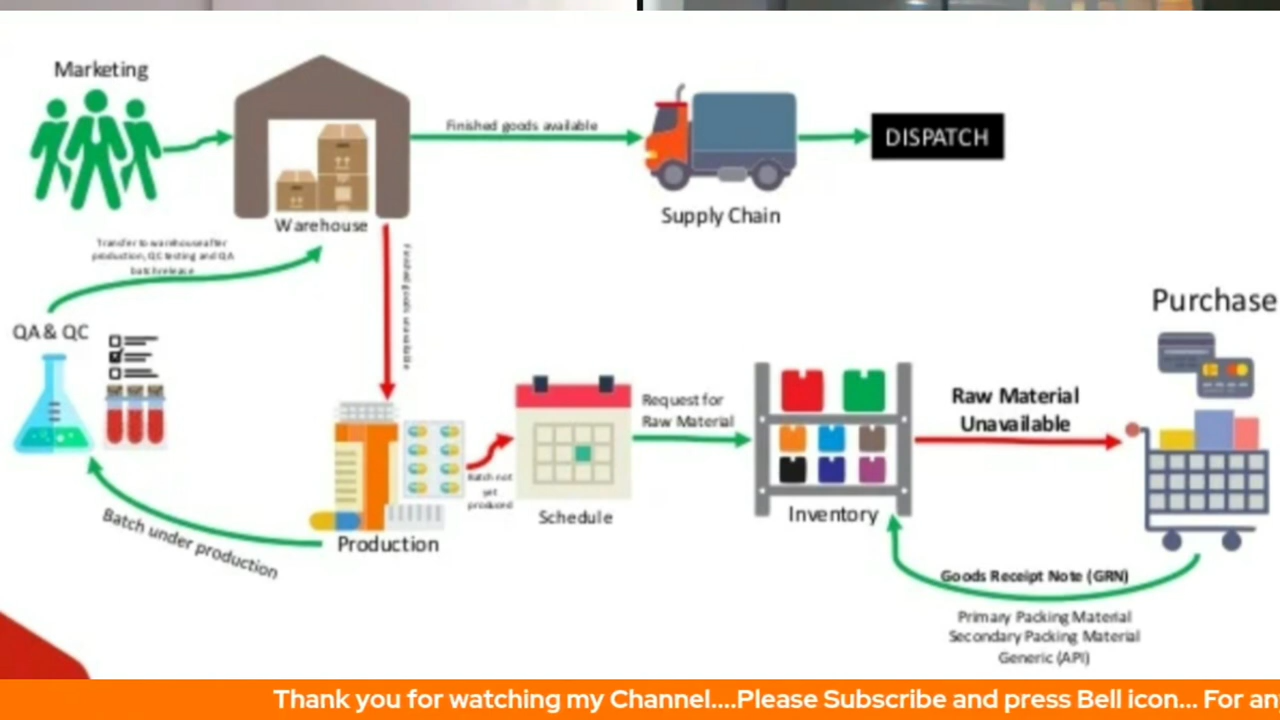 Marketing
Finished goods available
DISPATCH
Warehouse
Supply Chain
Transfer to warehouse after
production, QC testing and QA
batch release
Finished goods unavailable
Purchase
QA & QC
Request for
Raw Material
Raw Material
Unavailable
Batch not
yet
produced
Schedule
Inventory
Batch under production
Production
Goods Receipt Note (GRN)
Primary Packing Material
Secondary Packing Material
Generic (API)
Thank you for watching my Channel....Please Subscribe and press Bell icon... For an